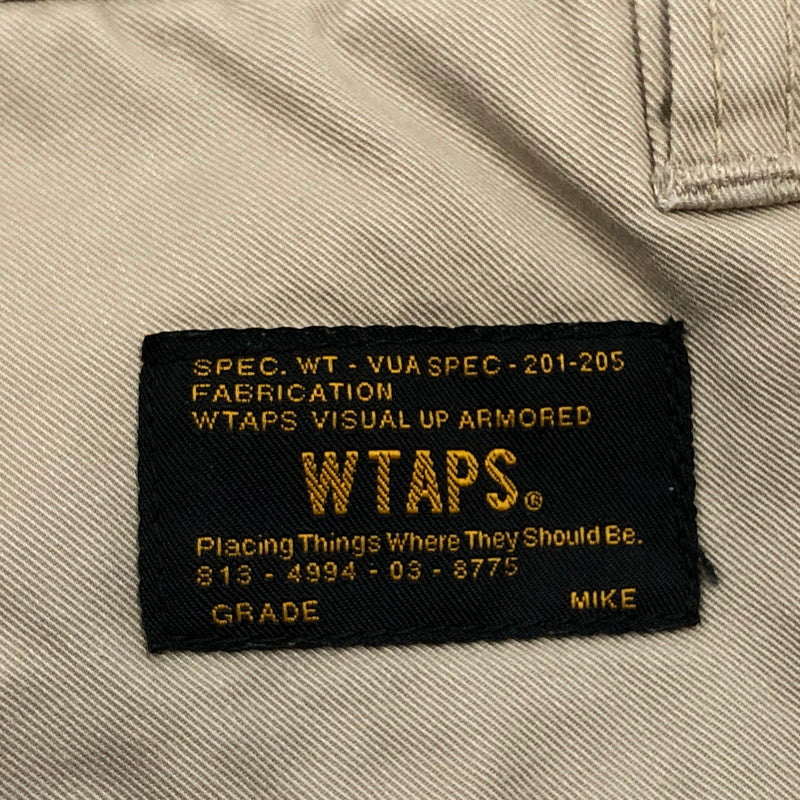 SPEC. WT - VUA SPEC - 201-205
FABRICATION
WTAPS VISUAL UP ARMORED
WTAPS®
Placing Things Where They Should Be.
813 - 4994 - 03 - 8775
GRADE MIKE